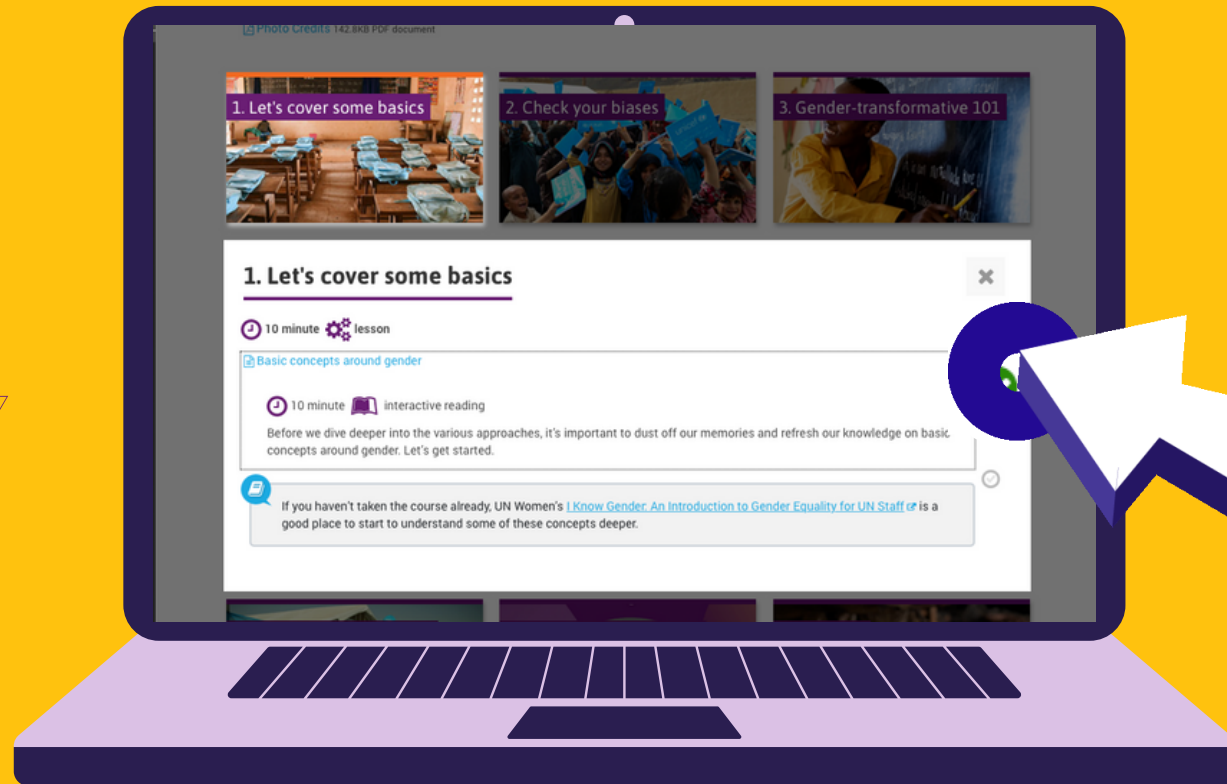 Photo Credits 142.8KB PDF document
1. Let's cover some basics
2. Check your biases
3. Gender-transformative 101
1. Let's cover some basics
10 minute lesson
Basic concepts around gender
10 minute interactive reading
Before we dive deeper into the various approaches, it's important to dust off our memories and refresh our knowledge on basic
concepts around gender. Let's get started.
If you haven't taken the course already, UN Women's I Know Gender: An Introduction to Gender Equality for UN Staff is a
good place to start to understand some of these concepts deeper.